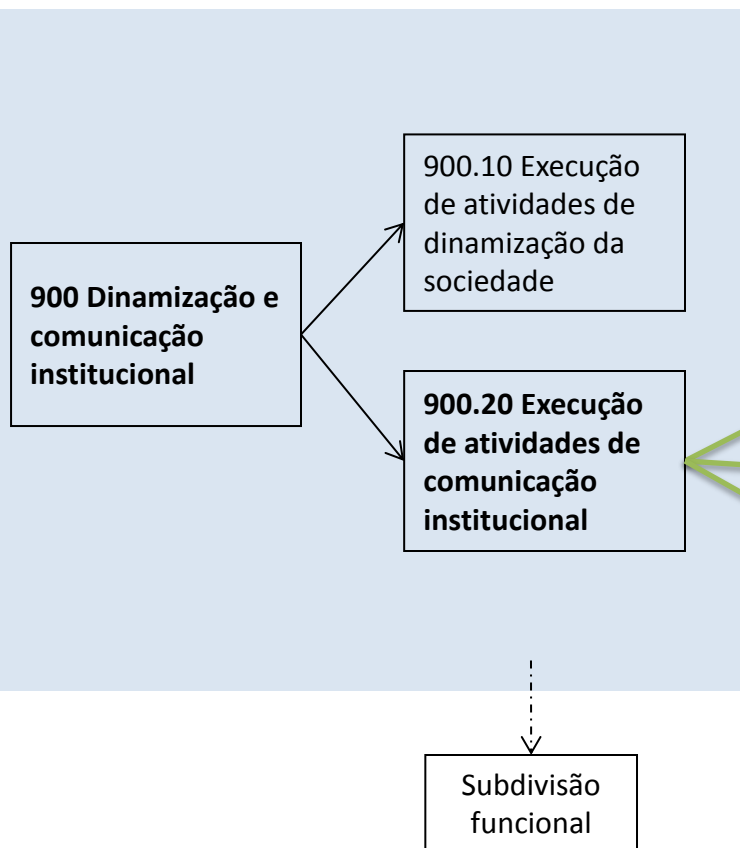 900.10 Execução
de atividades de
dinamização da
sociedade
900 Dinamização e
comunicação
institucional
900.20 Execução
de atividades de
comunicação
institucional
Subdivisão
funcional